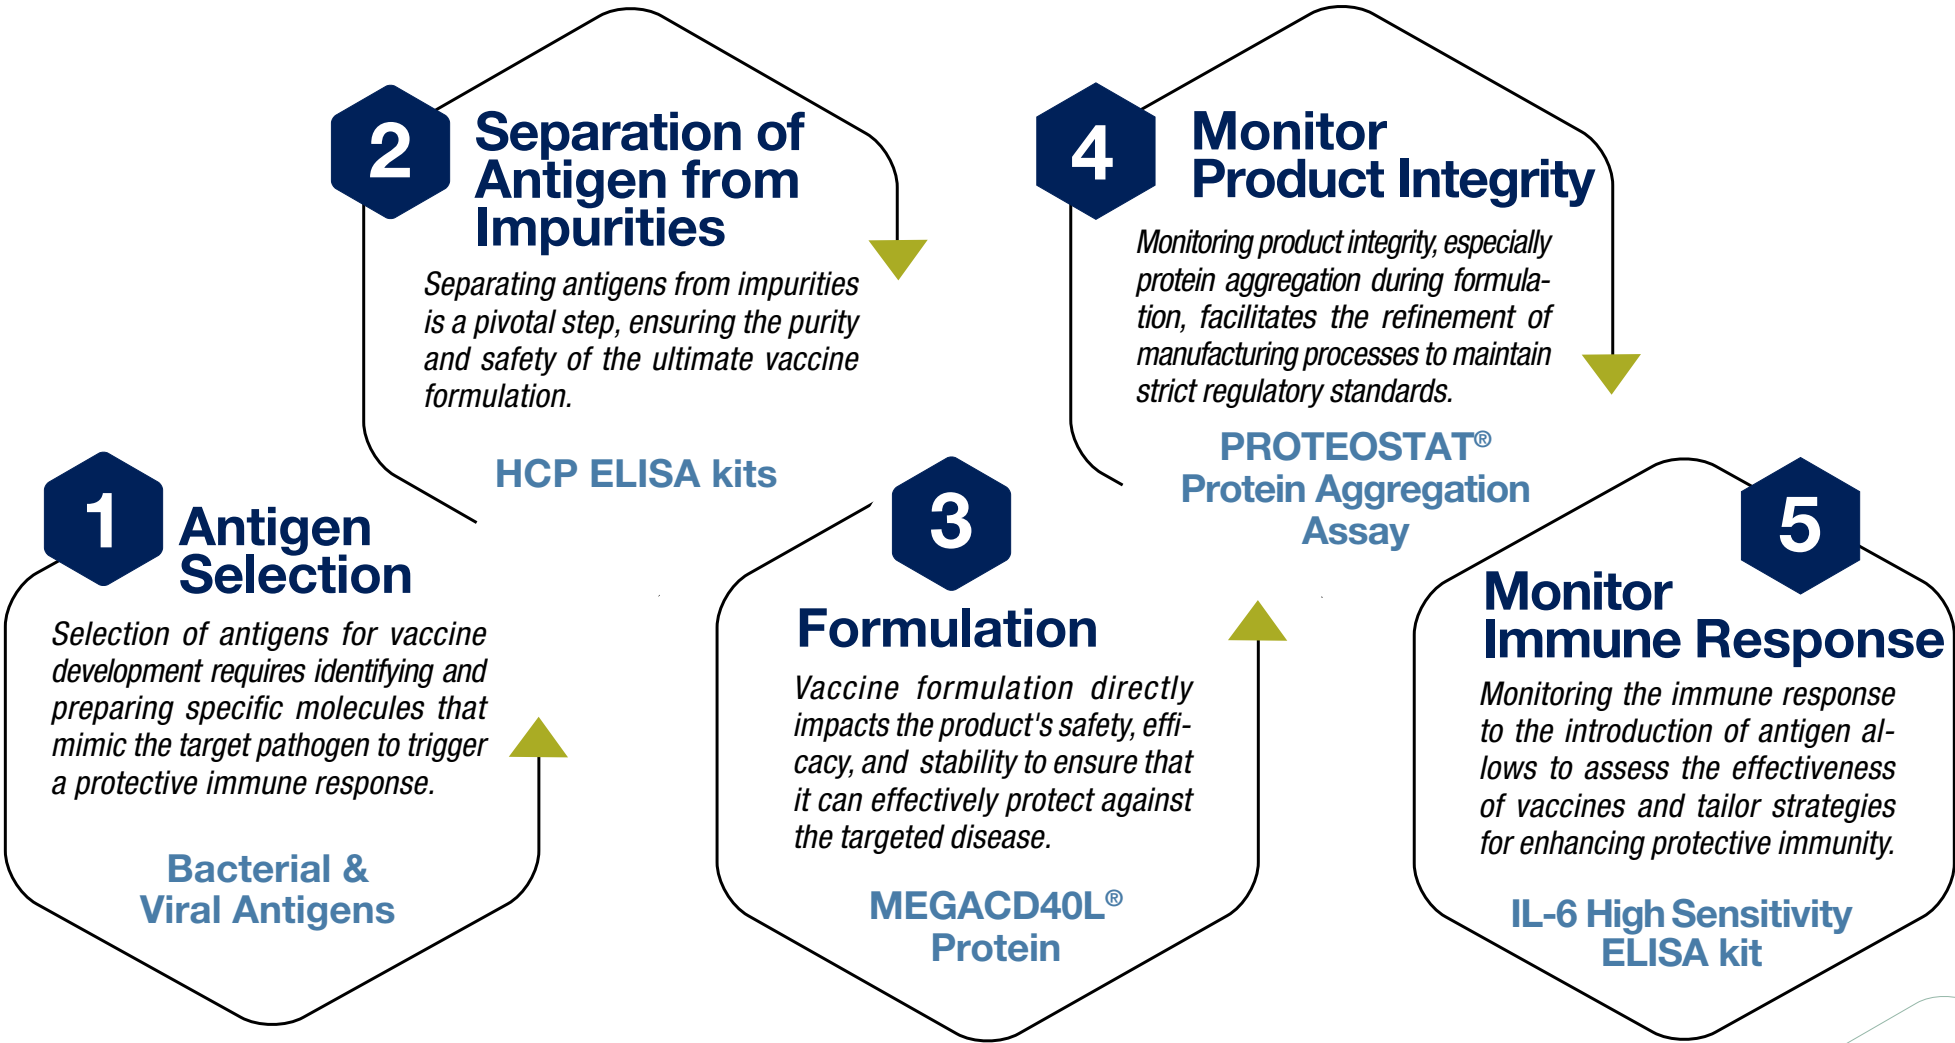 1
Antigen
Selection
Selection of antigens for vaccine
development requires identifying and
preparing specific molecules that
mimic the target pathogen to trigger
a protective immune response.
Bacterial &
Viral Antigens
2
Separation of
Antigen from
Impurities
Separating antigens from impurities
is a pivotal step, ensuring the purity
and safety of the ultimate vaccine
formulation.
HCP ELISA kits
3
Formulation
Vaccine formulation directly
impacts the product's safety, effi-
cacy, and stability to ensure that
it can effectively protect against
the targeted disease.
MEGACD40L®
Protein
4
Monitor
Product Integrity
Monitoring product integrity, especially
protein aggregation during formula-
tion, facilitates the refinement of
manufacturing processes to maintain
strict regulatory standards.
PROTEOSTAT®
Protein Aggregation
Assay
5
Monitor
Immune Response
Monitoring the immune response
to the introduction of antigen al-
lows to assess the effectiveness
of vaccines and tailor strategies
for enhancing protective immunity.
IL-6 High Sensitivity
ELISA kit